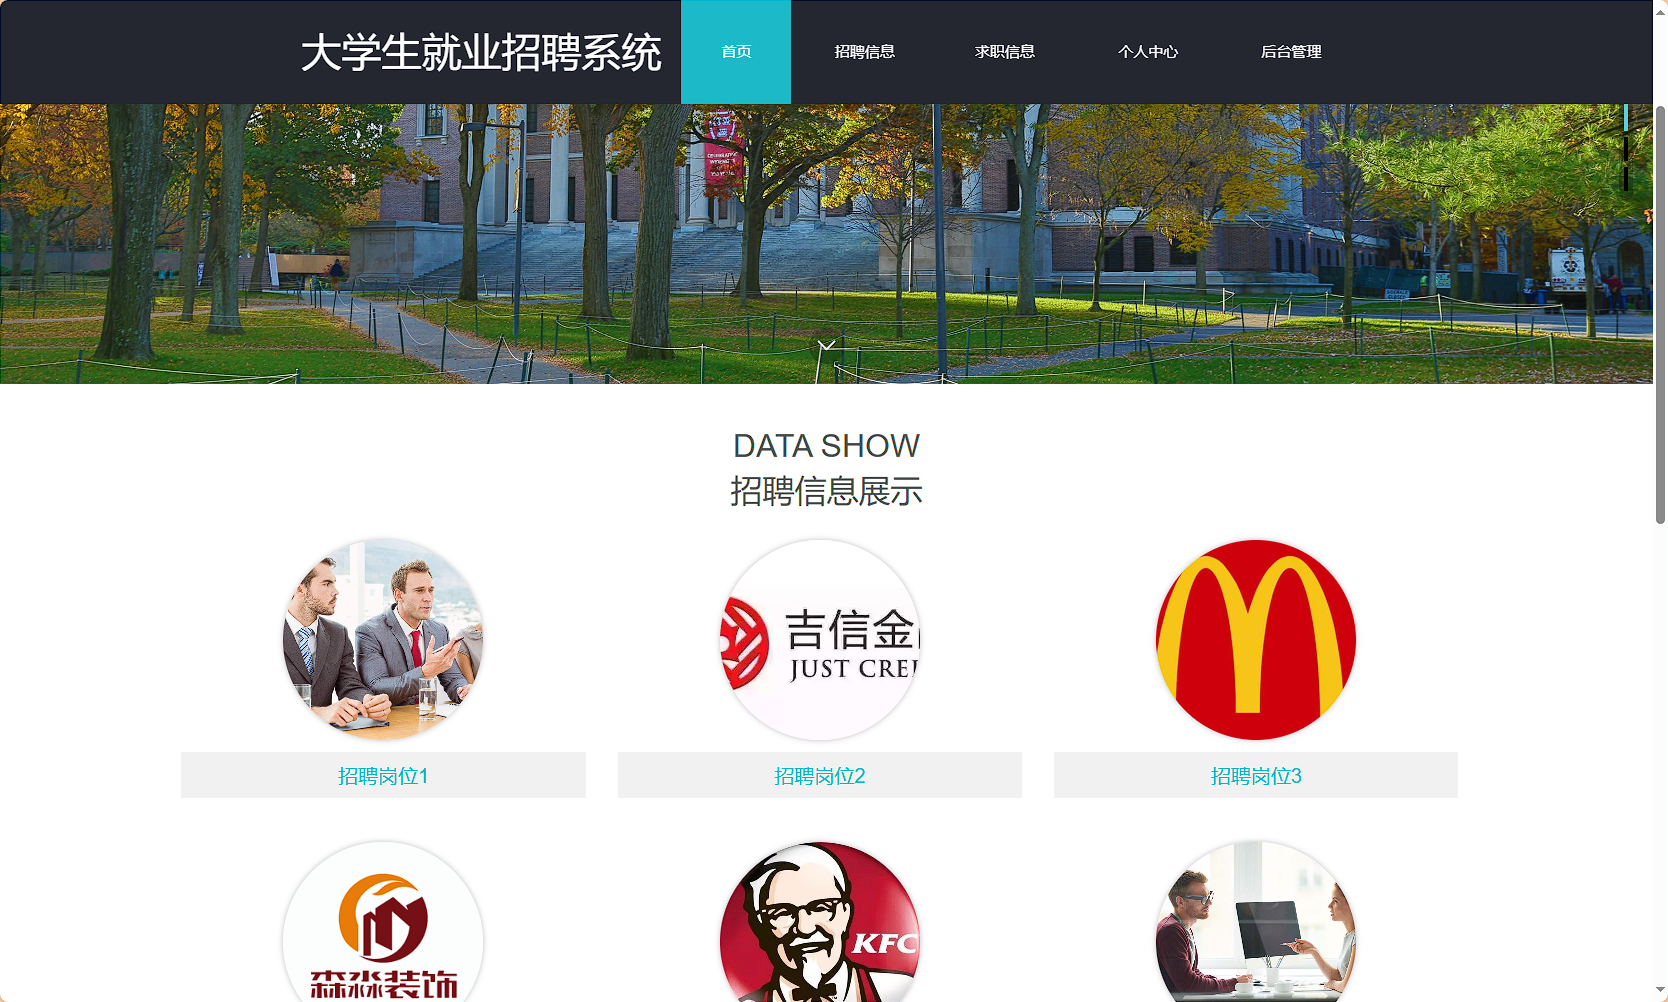 大学生就业招聘系统
首页
招聘信息
求职信息
个人中心
后台管理
DATA SHOW
招聘信息展示
吉信金
JUST CRE
招聘岗位1
招聘岗位2
招聘岗位3
森淼装饰
KFC